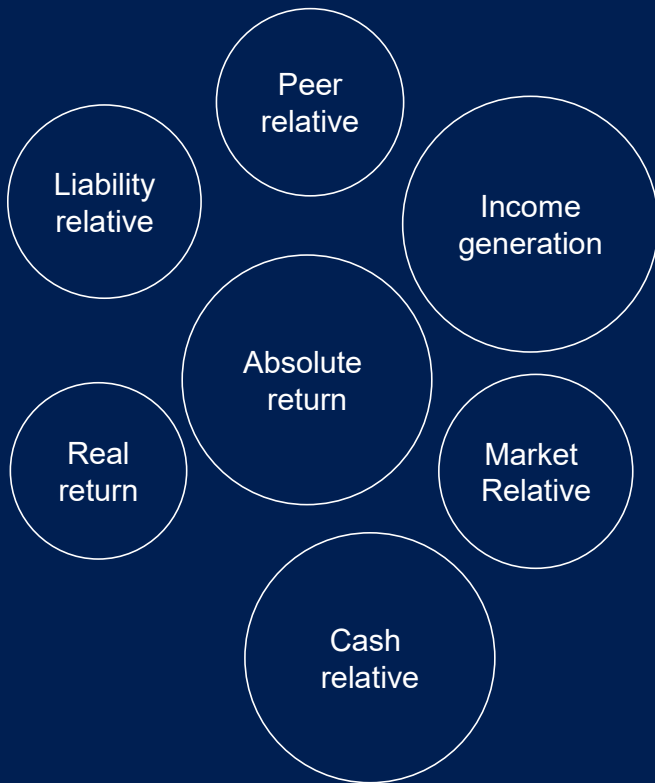 Peer
relative
Liability
relative
Income
generation
Absolute
return
Real
return
Market
Relative
Cash
relative